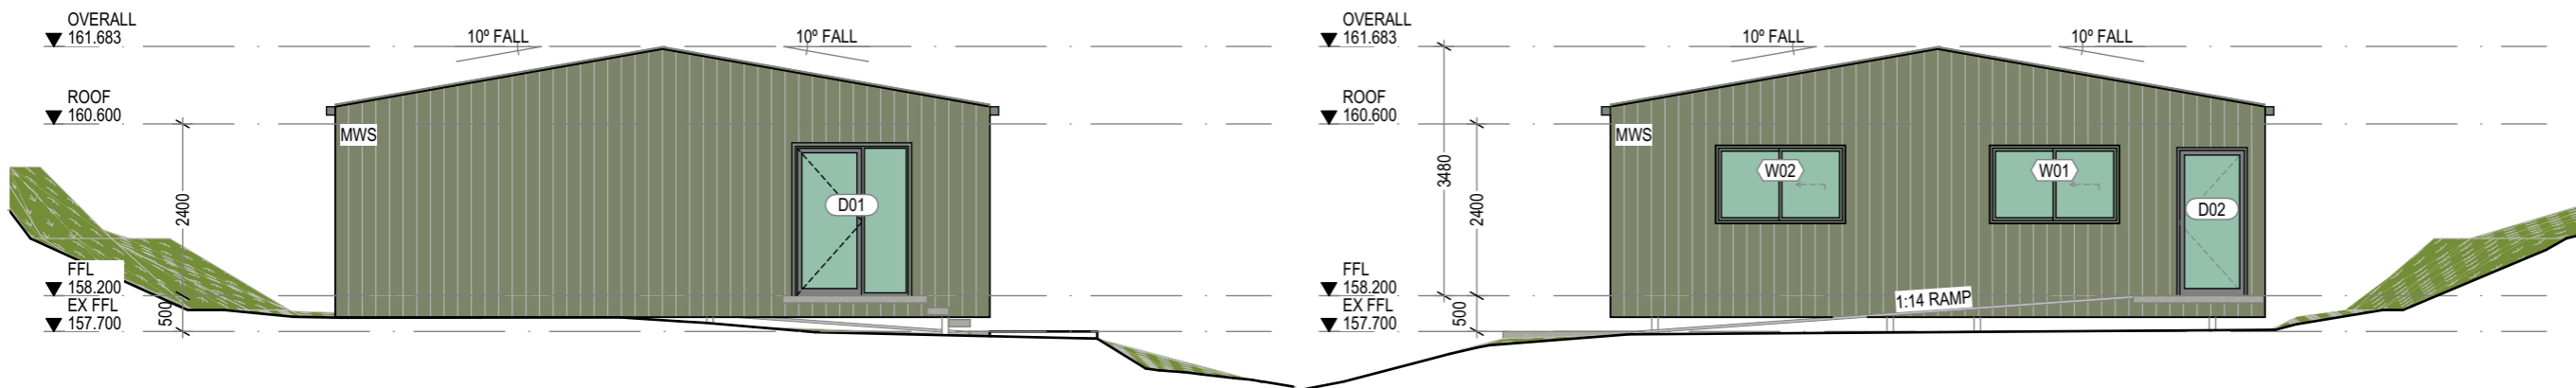 OVERALL
161.683
10º FALL
10º FALL
ROOF
160.600
MWS
2400
D01
FFL
158.200
EX FFL
157.700
500
OVERALL
161.683
10º FALL
10º FALL
ROOF
160.600
MWS
3480
2400
W02
W01
D02
FFL
158.200
1:14 RAMP
EX FFL
157.700
500